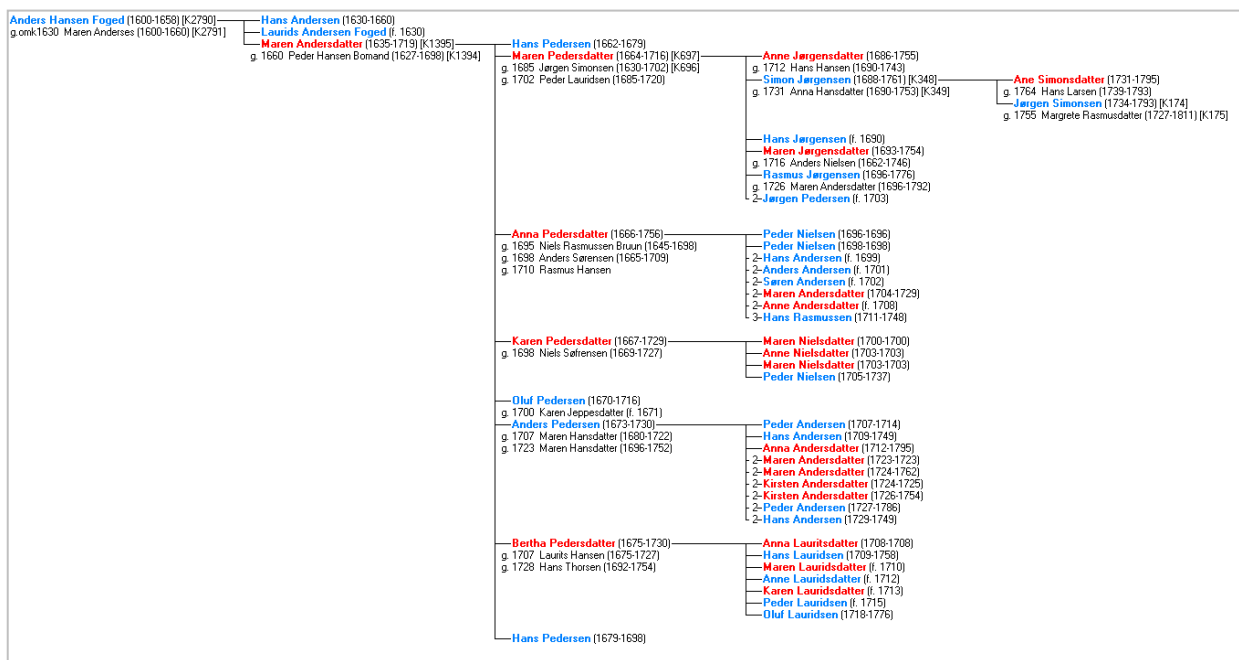 Anders Hansen Foged (1600-1658) [K2790]
g.omk1630 Maren Anderses (1600-1660) [K2791]
Hans Andersen (1630-1660)
Laurids Andersen Foged (f. 1630)
Maren Andersdatter (1635-1719) [K1395]
g. 1660 Peder Hansen Bomand (1627-1698) [K1394]
Hans Pedersen (1662-1679)
Maren Pedersdatter (1664-1716) [K697]
g. 1685 Jørgen Simonsen (1630-1702) [K696]
g. 1702 Peder Lauridsen (1685-1720)
Anne Jørgensdatter (1686-1755)
g. 1712 Hans Hansen (1690-1743)
Simon Jørgensen (1688-1761) [K348]
g. 1731 Anna Hansdatter (1690-1753) [K349]
Ane Simonsdatter (1731-1795)
g. 1764 Hans Larsen (1739-1793)
Jørgen Simonsen (1734-1793) [K174]
g. 1755 Margrete Rasmusdatter (1727-1811) [K175]
Hans Jørgensen (f. 1690)
Maren Jørgensdatter (1693-1754)
g. 1716 Anders Nielsen (1662-1746)
Rasmus Jørgensen (1696-1776)
g. 1726 Maren Andersdatter (1696-1792)
2 Jørgen Pedersen (f. 1703)
Anna Pedersdatter (1666-1756)
g. 1695 Niels Rasmussen Bruun (1645-1698)
g. 1698 Anders Sørensen (1665-1709)
g. 1710 Rasmus Hansen
Peder Nielsen (1696-1696)
Peder Nielsen (1698-1698)
2 Hans Andersen (f. 1699)
2 Anders Andersen (f. 1701)
2 Søren Andersen (f. 1702)
2 Maren Andersdatter (1704-1729)
2 Anne Andersdatter (f. 1708)
3 Hans Rasmussen (1711-1748)
Karen Pedersdatter (1667-1729)
g. 1698 Niels Søfrensen (1669-1727)
Maren Nielsdatter (1700-1700)
Anne Nielsdatter (1703-1703)
Maren Nielsdatter (1703-1703)
Peder Nielsen (1705-1737)
Oluf Pedersen (1670-1716)
g. 1700 Karen Jeppesdatter (f. 1671)
Anders Pedersen (1673-1730)
g. 1707 Maren Hansdatter (1680-1722)
g. 1723 Maren Hansdatter (1696-1752)
Peder Andersen (1707-1714)
Hans Andersen (1709-1749)
Anna Andersdatter (1712-1795)
2 Maren Andersdatter (1723-1723)
2 Maren Andersdatter (1724-1762)
2 Kirsten Andersdatter (1724-1725)
2 Kirsten Andersdatter (1726-1754)
2 Peder Andersen (1727-1786)
2 Hans Andersen (1729-1749)
Bertha Pedersdatter (1675-1730)
g. 1707 Laurits Hansen (1675-1727)
g. 1728 Hans Thorsen (1692-1754)
Anna Lauritsdatter (1708-1708)
Hans Lauridsen (1709-1758)
Maren Lauridsdatter (f. 1710)
Anne Lauridsdatter (f. 1712)
Karen Lauridsdatter (f. 1713)
Peder Lauridsen (f. 1715)
Oluf Lauridsen (1718-1776)
Hans Pedersen (1679-1698)